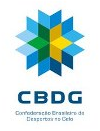 CBDG
Confederação Brasileira de
Desportos no Gelo